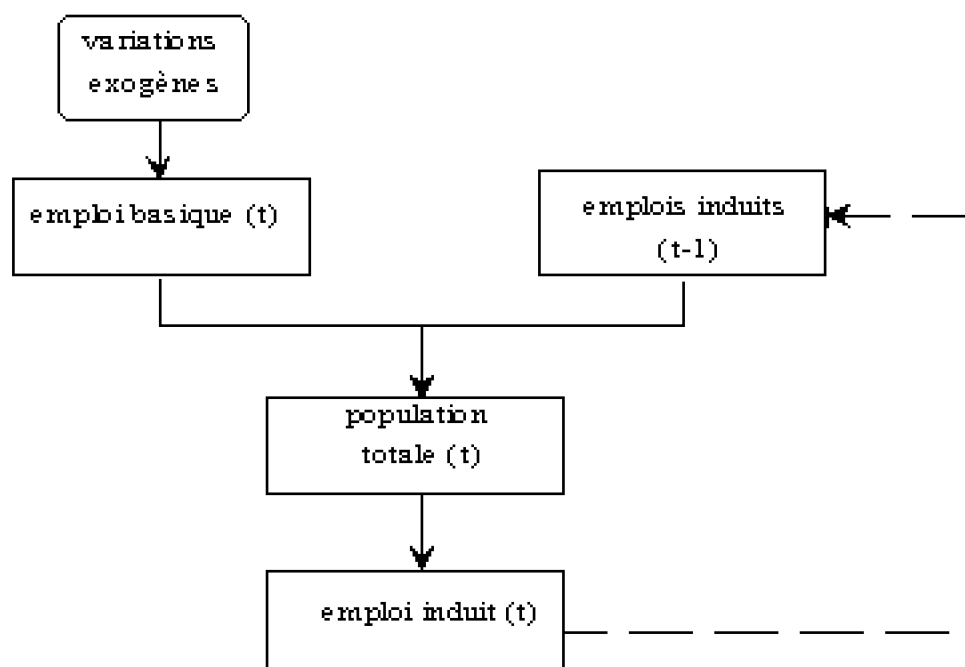 variations
exogènes
emploi basique (t)
emplois induits
(t-1)
population
totale (t)
emploi induit (t)